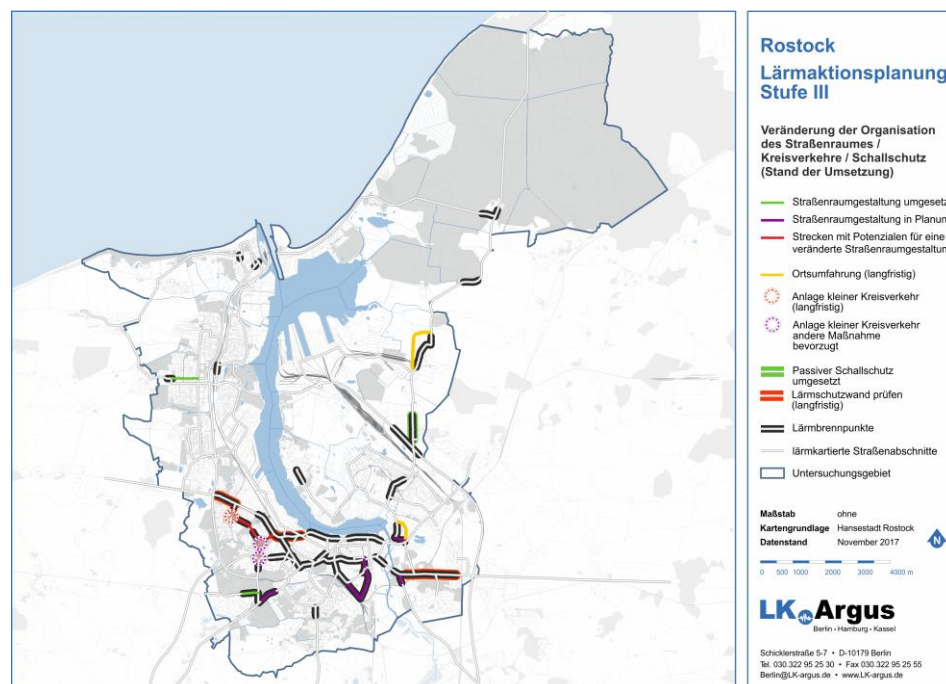 Rostock
Lärmaktionsplanung
Stufe III
Veränderung der Organisation
des Straßenraumes /
Kreisverkehre / Schallschutz
(Stand der Umsetzung)
Straßenraumgestaltung umgesetz
Straßenraumgestaltung in Planun
Strecken mit Potenzialen für eine
veränderte Straßenraumgestaltun
Ortsumfahrung (langfristig)
Anlage kleiner Kreisverkehr
(langfristig)
Anlage kleiner Kreisverkehr
andere Maßnahme
bevorzugt
Passiver Schallschutz
umgesetzt
Lärmschutzwand prüfen
(langfristig)
Lärmbrennpunkte
lärmkartierte Straßenabschnitte
Untersuchungsgebiet
Maßstab ohne
Kartengrundlage Hansestadt Rostock
Datenstand November 2017
N
0 500 1000 2000 3000 4000 m
LK Argus
Berlin • Hamburg • Kassel
Schicklerstraße 5-7 • D-10179 Berlin
Tel. 030.322 95 25 30 • Fax 030.322 95 25 55
Berlin@LK-argus.de • www.LK-argus.de